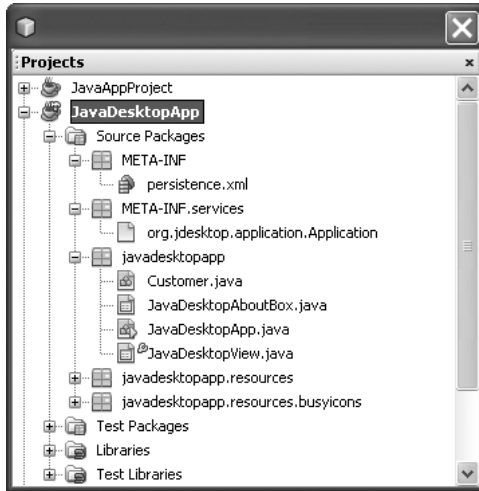 Projects
JavaAppProject
JavaDesktopApp
Source Packages
META-INF
persistence.xml
META-INF.services
org.jdesktop.application.Application
javadesktopapp
Customer.java
JavaDesktopAboutBox.java
JavaDesktopApp.java
JavaDesktopView.java
javadesktopapp.resources
javadesktopapp.resources.busyicons
Test Packages
Libraries
Test Libraries